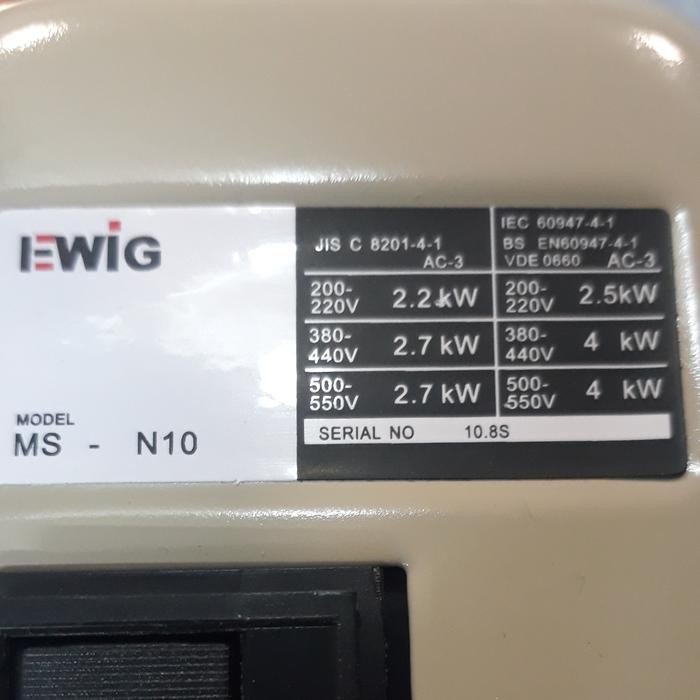 EWiG
MODEL
MS - N10
JIS C 8201-4-1
AC-3
200-220V 2.2 kW
380-440V 2.7 kW
500-550V 2.7 kW
IEC 60947-4-1
BS EN60947-4-1
VDE 0660 AC-3
200-220V 2.5kW
380-440V 4 kW
500-550V 4 kW
SERIAL NO 10.8S